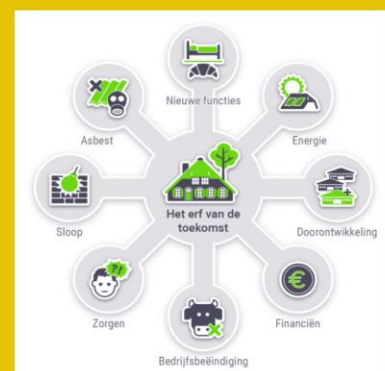 Nieuwe functies
Asbest
Energie
Het erf van de
toekomst
Sloop
Doorontwikkeling
?!
Zorgen
€
Financiën
Bedrijfsbeëindiging